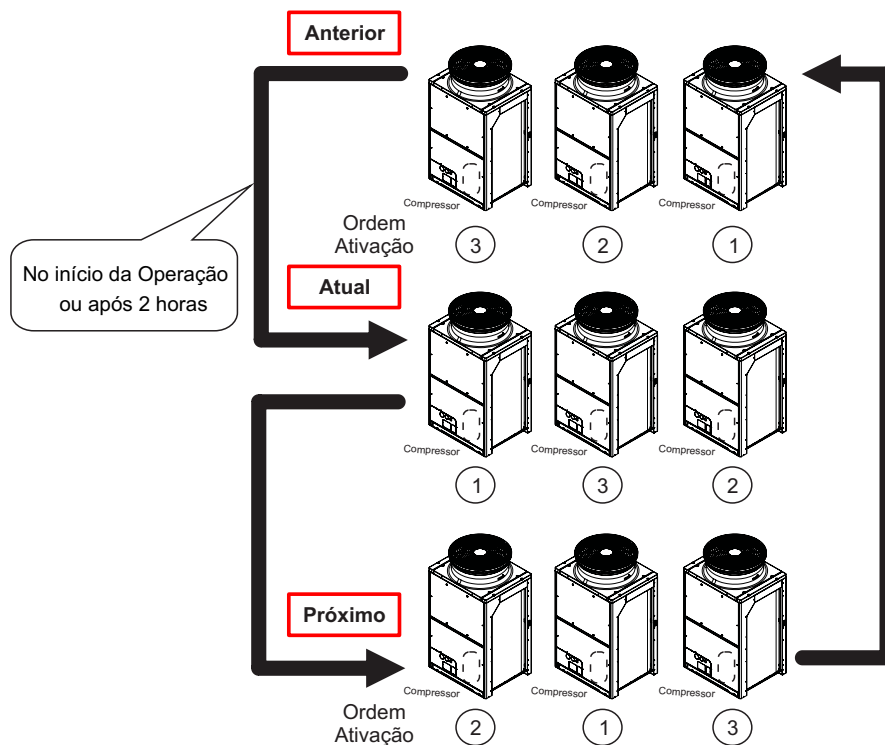 Anterior
Compressor Compressor Compressor
Ordem
Ativação
3 2 1
No início da Operação
ou após 2 horas
Atual
Compressor Compressor Compressor
1 3 2
Próximo
Compressor Compressor Compressor
Ordem
Ativação
2 1 3